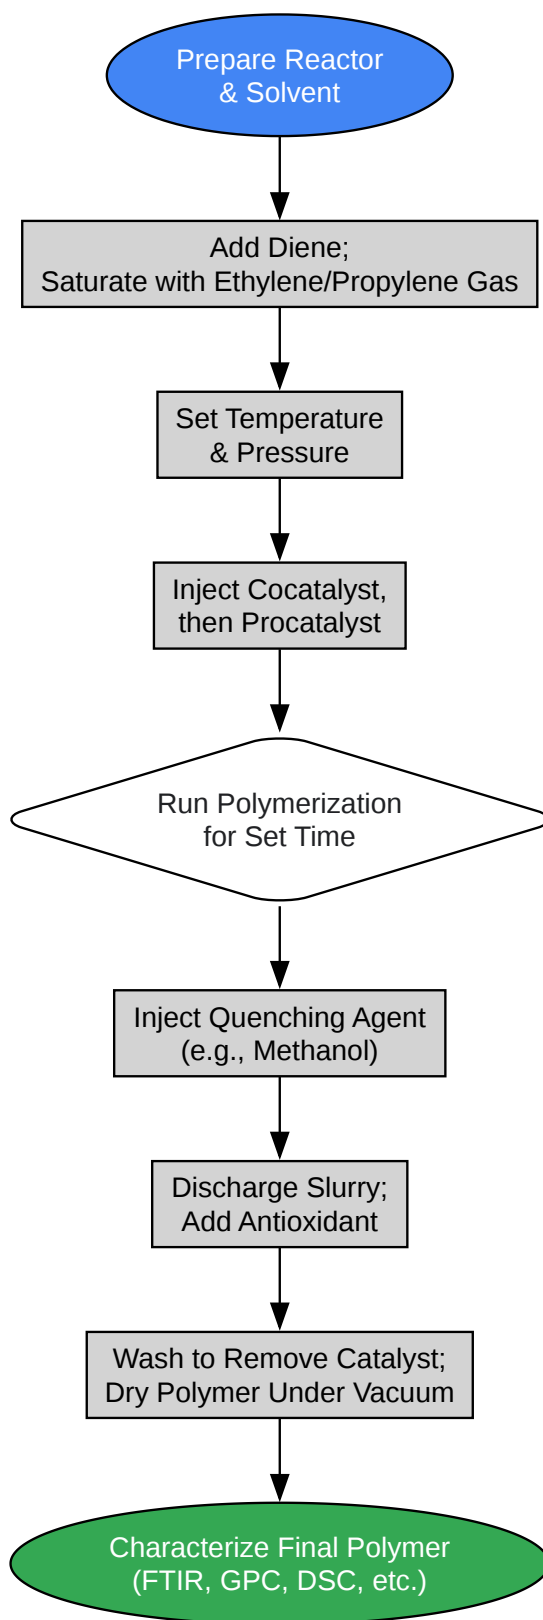 Prepare Reactor
& Solvent
Add Diene;
Saturate with Ethylene/Propylene Gas
Set Temperature
& Pressure
Inject Cocatalyst,
then Procatalyst
Run Polymerization
for Set Time
Inject Quenching Agent
(e.g., Methanol)
Discharge Slurry;
Add Antioxidant
Wash to Remove Catalyst;
Dry Polymer Under Vacuum
Characterize Final Polymer
(FTIR, GPC, DSC, etc.)